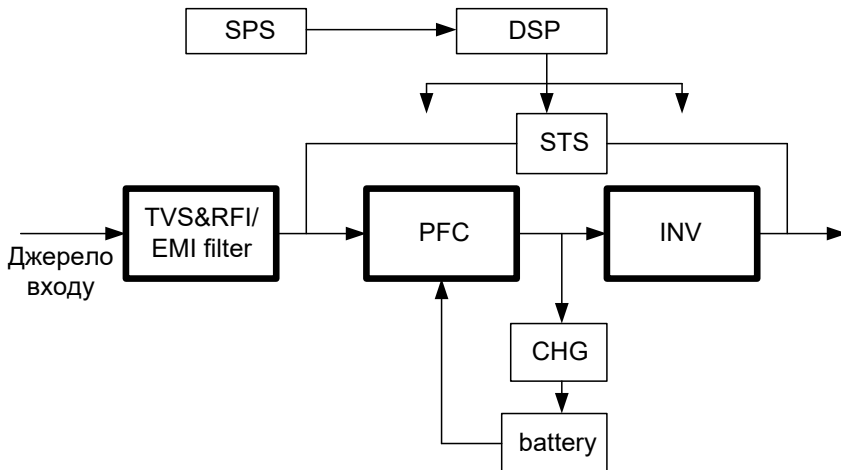 SPS
DSP
STS
TVS&RFI/
EMI filter
PFC
INV
Джерело
входу
CHG
battery